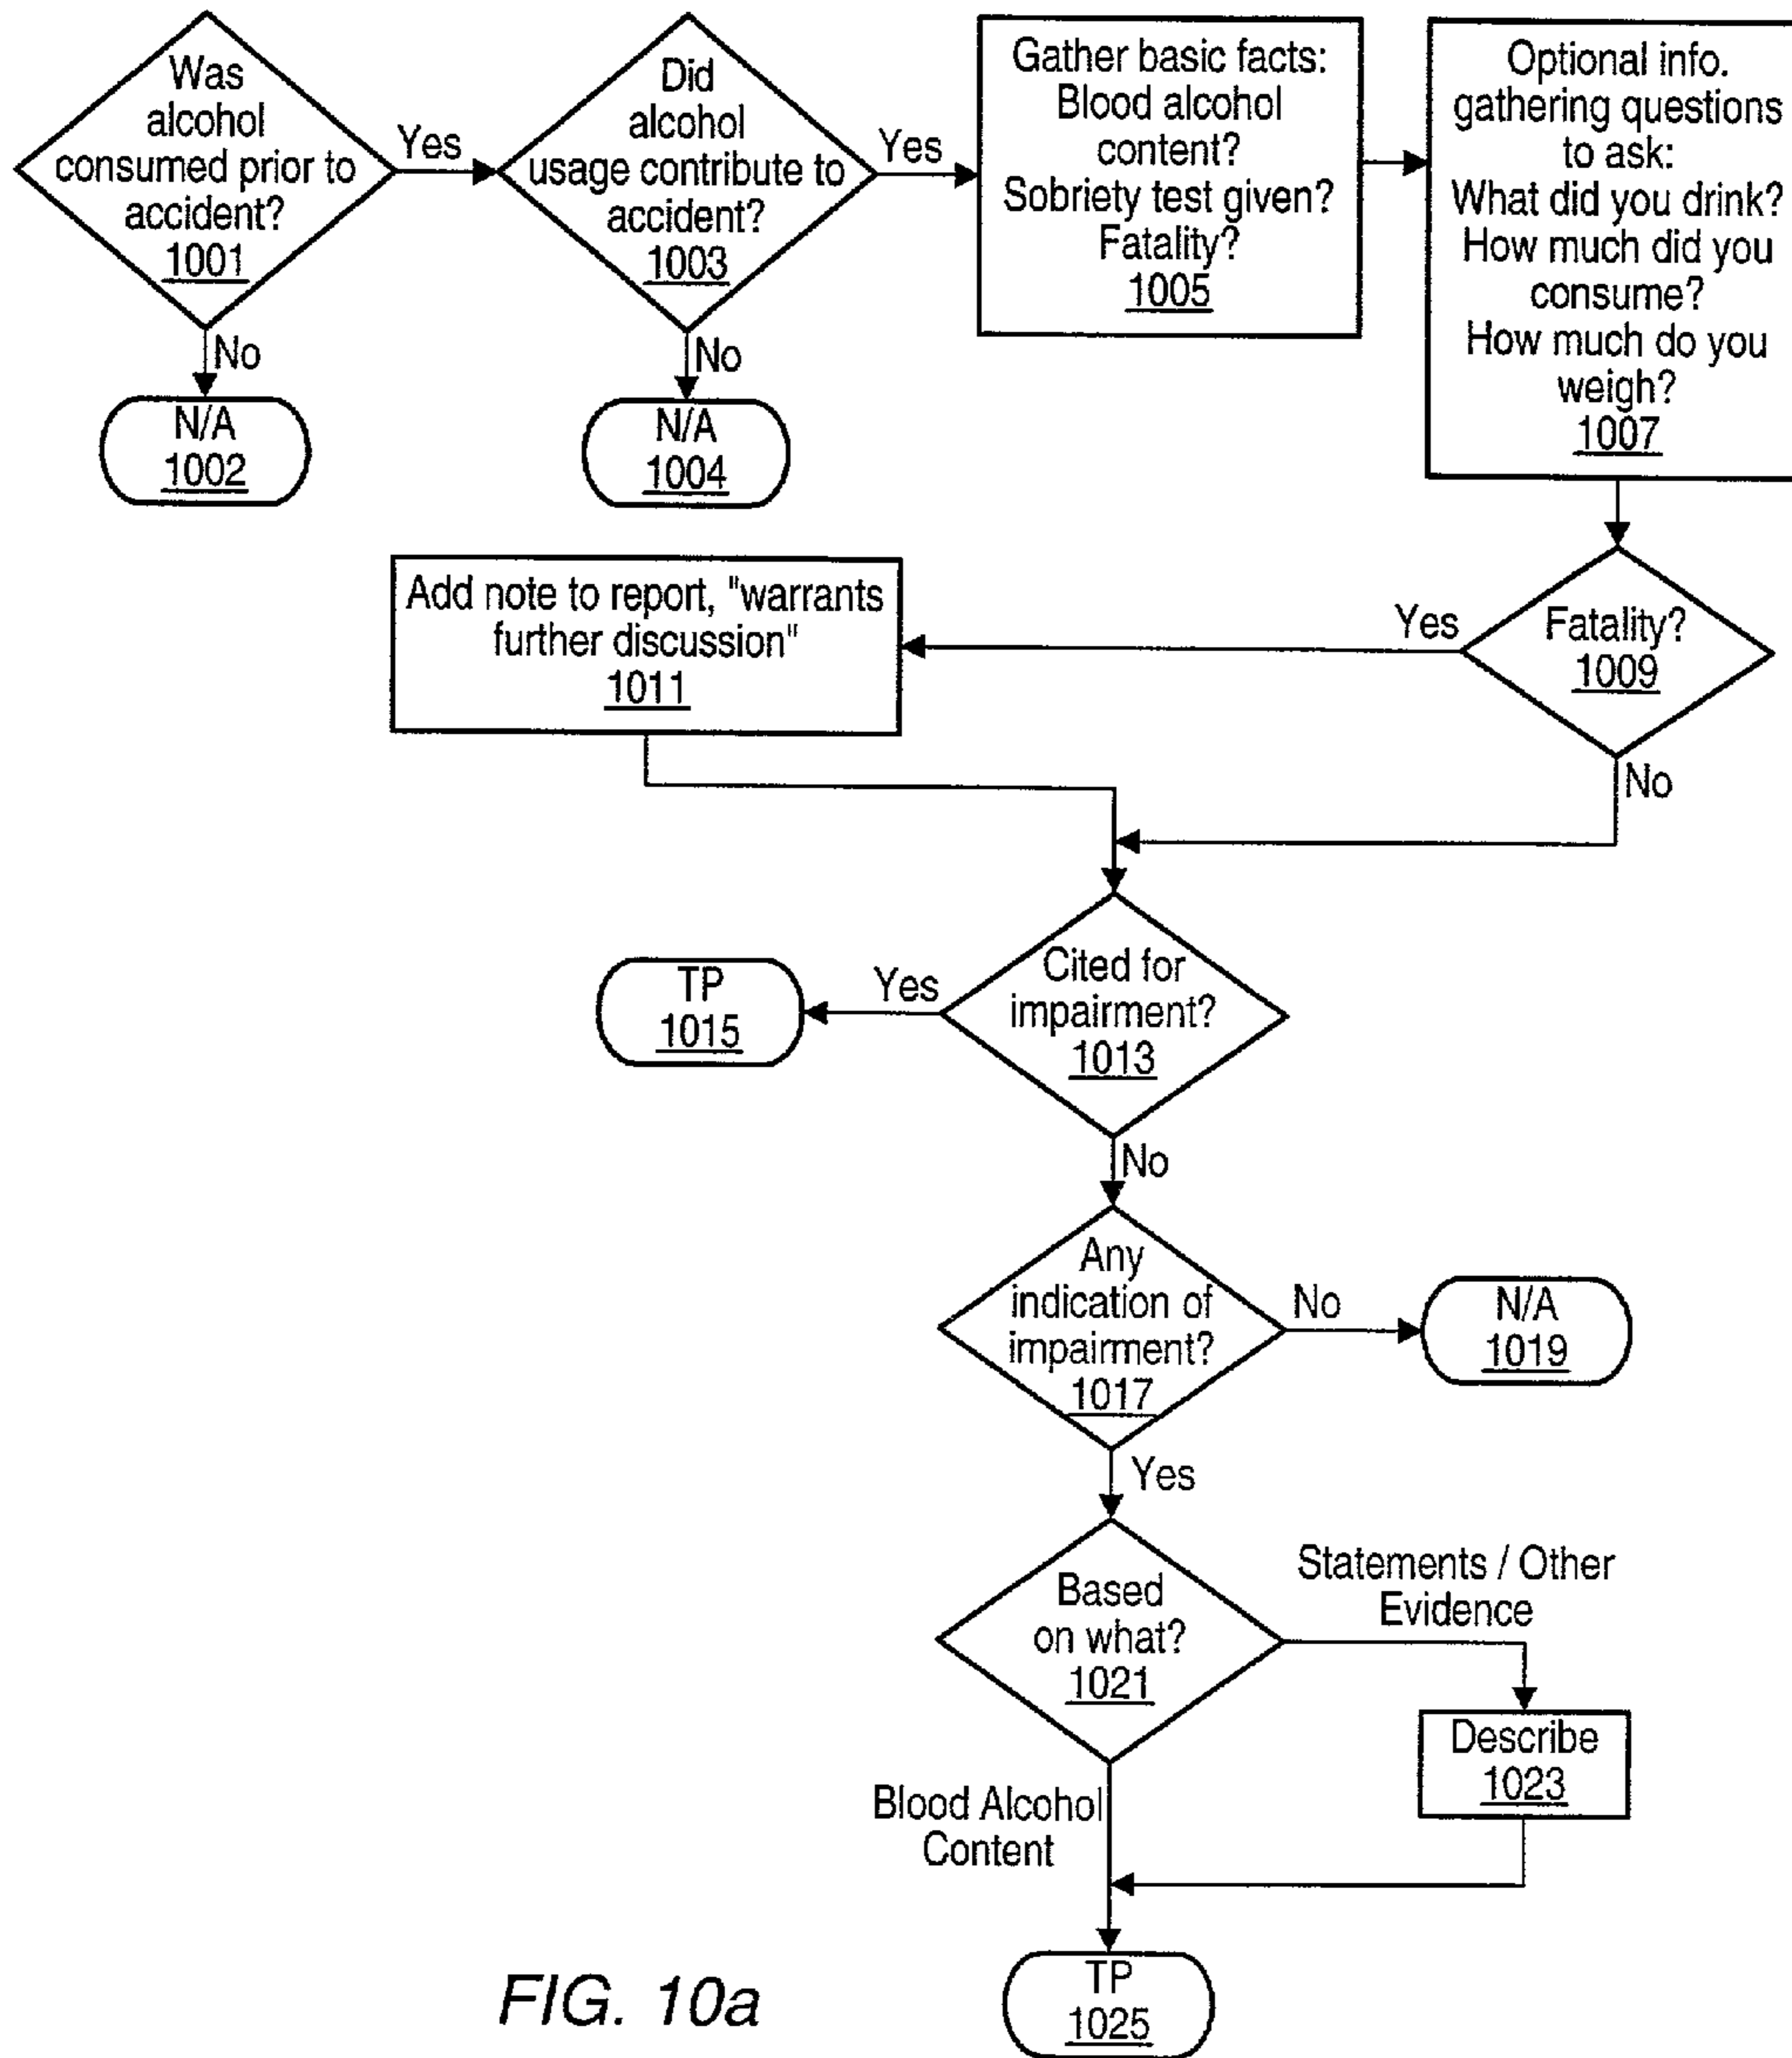 Was
alcohol
consumed prior to
accident?
1001
Yes
No
N/A
1002
Did
alcohol
usage contribute to
accident?
1003
Yes
No
N/A
1004
Gather basic facts:
Blood alcohol
content?
Sobriety test given?
Fatality?
1005
Optional info.
gathering questions
to ask:
What did you drink?
How much did you
consume?
How much do you
weigh?
1007
Fatality?
1009
Yes
No
Add note to report, "warrants
further discussion"
1011
Cited for
impairment?
1013
Yes
TP
1015
No
Any
indication of
impairment?
1017
No
N/A
1019
Yes
Based
on what?
1021
Statements / Other
Evidence
Describe
1023
Blood Alcohol
Content
TP
1025
FIG. 10a